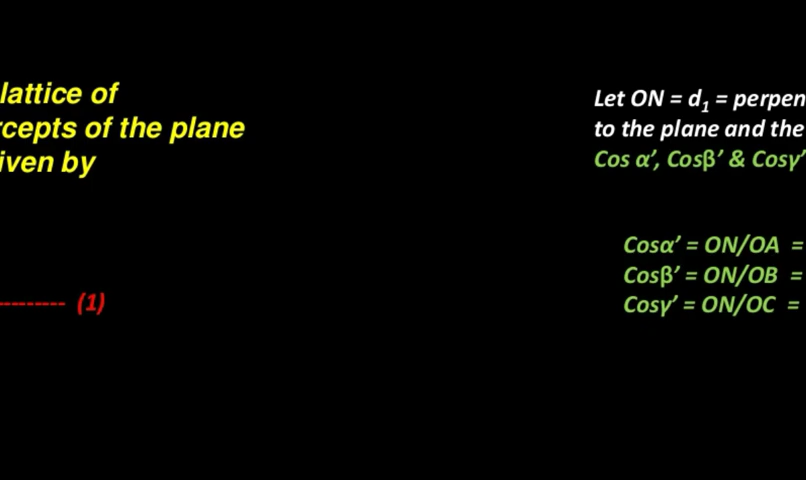 lattice of
rcepts of the plane
iven by
--------- (1)
Let ON = d₁ = perpen
to the plane and the
Cos α’, Cosβ’ & Cosγ’
Cosα’ = ON/OA =
Cosβ’ = ON/OB =
Cosγ’ = ON/OC =